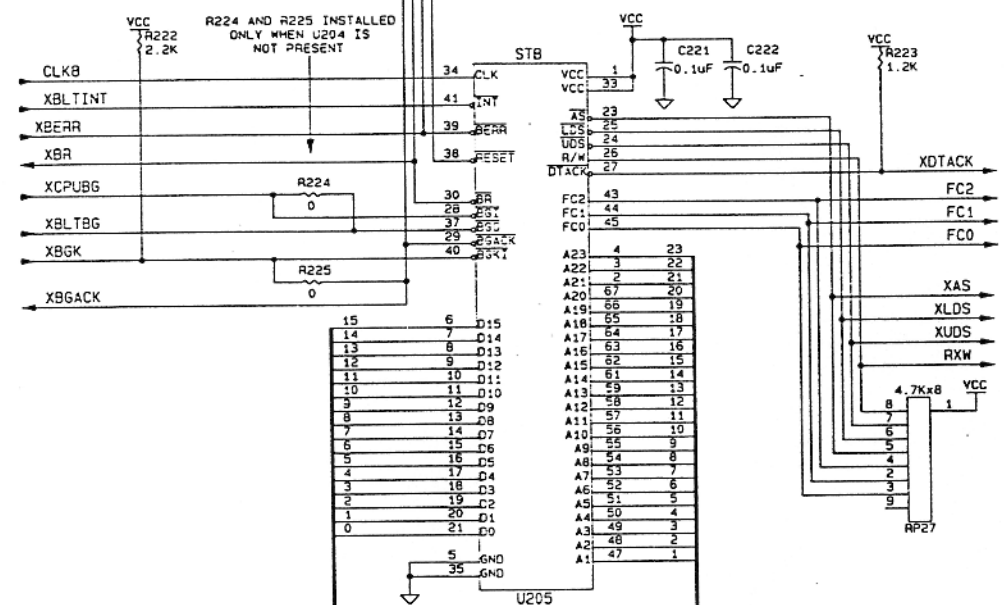 VCC
R222
2.2K
R224 AND R225 INSTALLED
ONLY WHEN U204 IS
NOT PRESENT
VCC
C221
0.1uF
C222
0.1uF
VCC
R223
1.2K
STB
CLK8
34 CLK
XBLTINT
41 INT
XBERR
39 BERR
XBR
38 RESET
XCPUBG
R224
0
30 BR
28 BGI
XBLTBG
37 BGO
29 BGACK
XBGK
40 BGKI
R225
0
XBGACK
VCC 1
VCC 33
AS 23
LDS 25
UDS 24
R/W 26
DTACK 27
XDTACK
FC2 43
FC2
FC1 44
FC1
FC0 45
FC0
XAS
XLDS
XUDS
RXW
15 6 D15
14 7 D14
13 8 D13
12 9 D12
11 10 D11
10 11 D10
9 12 D9
8 13 D8
7 14 D7
6 15 D6
5 16 D5
4 17 D4
3 18 D3
2 19 D2
1 20 D1
0 21 D0
5 GND
35 GND
A23 4 23
A22 3 22
A21 2 21
A20 67 20
A19 66 19
A18 65 18
A17 64 17
A16 63 16
A15 62 15
A14 61 14
A13 59 13
A12 58 12
A11 57 11
A10 56 10
A9 55 9
A8 54 8
A7 53 7
A6 52 6
A5 51 5
A4 50 4
A3 49 3
A2 48 2
A1 47 1
U205
4.7Kx8
VCC
8
1
7
6
5
4
2
3
9
RP27